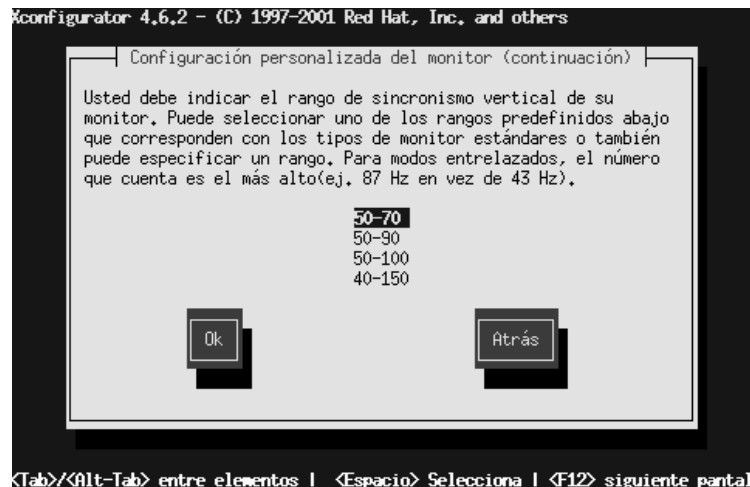 Xconfigurator 4.6.2 - (C) 1997-2001 Red Hat, Inc. and others
Configuración personalizada del monitor (continuación)
Usted debe indicar el rango de sincronismo vertical de su
monitor. Puede seleccionar uno de los rangos predefinidos abajo
que corresponden con los tipos de monitor estándares o también
puede especificar un rango. Para modos entrelazados, el número
que cuenta es el más alto(ej. 87 Hz en vez de 43 Hz).
50-70
50-90
50-100
40-150
Ok
Atrás
<Tab>/<Alt-Tab> entre elementos | <Espacio> Selecciona | <F12> siguiente pantal